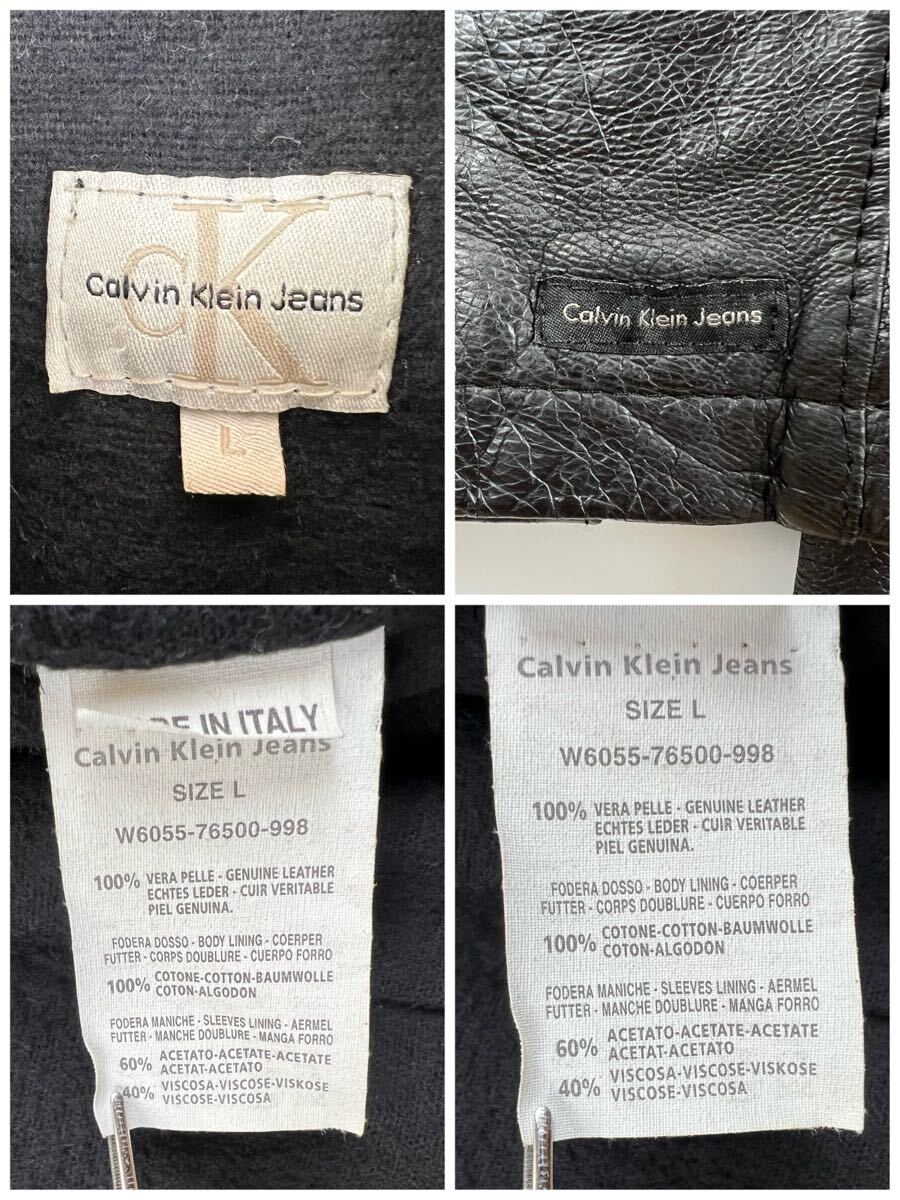 CK
Calvin Klein Jeans
L
Calvin Klein Jeans
IN ITALY
Calvin Klein Jeans
SIZE L
W6055-76500-998
100% VERA PELLE - GENUINE LEATHER
ECHTES LEDER - CUIR VERITABLE
PIEL GENUINA.
FODERA DOSSO - BODY LINING - COERPER
FUTTER - CORPS DOUBLURE - CUERPO FORRO
100% COTONE-COTTON-BAUMWOLLE
COTON-ALGODON
FODERA MANICHE - SLEEVES LINING - AERMEL
FUTTER - MANCHE DOUBLURE - MANGA FORRO
60% ACETATO-ACETATE-ACETATE
ACETAT-ACETATO
40% VISCOSA-VISCOSE-VISKOSE
VISCOSE-VISCOSA
Calvin Klein Jeans
SIZE L
W6055-76500-998
100% VERA PELLE - GENUINE LEATHER
ECHTES LEDER - CUIR VERITABLE
PIEL GENUINA.
FODERA DOSSO - BODY LINING - COERPER
FUTTER - CORPS DOUBLURE - CUERPO FORRO
100% COTONE-COTTON-BAUMWOLLE
COTON-ALGODON
FODERA MANICHE - SLEEVES LINING - AERMEL
FUTTER - MANCHE DOUBLURE - MANGA FORRO
60% ACETATO-ACETATE-ACETATE
ACETAT-ACETATO
40% VISCOSA-VISCOSE-VISKOSE
VISCOSE-VISCOSA